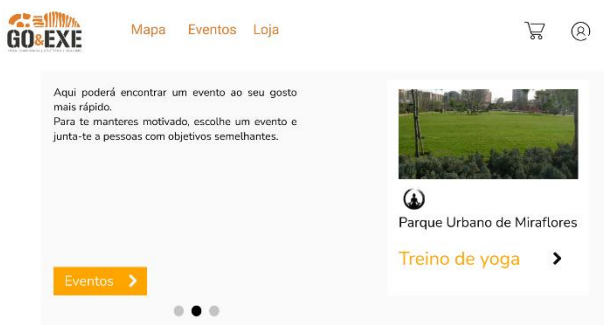 GO&EXE
Mapa Eventos Loja
Aqui poderá encontrar um evento ao seu gosto
mais rápido.
Para te manteres motivado, escolhe um evento e
junta-te a pessoas com objetivos semelhantes.
Eventos
Parque Urbano de Miraflores
Treino de yoga